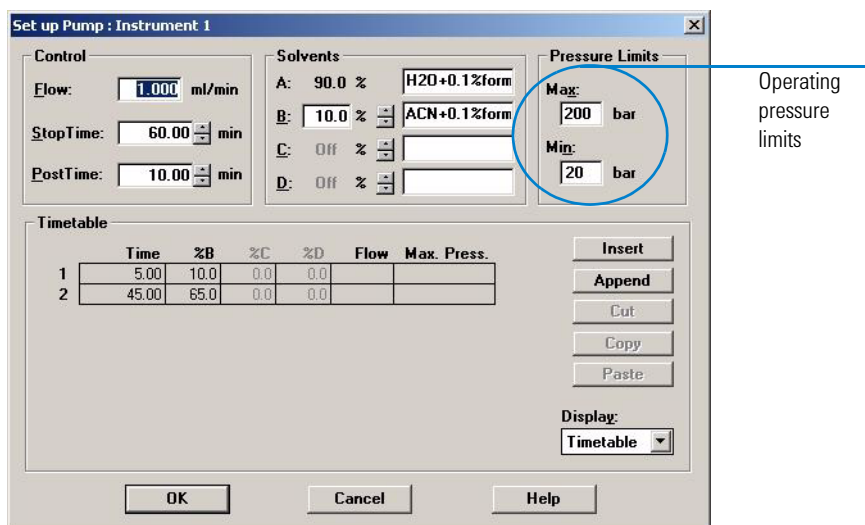 Set up Pump : Instrument 1
Control
Flow: 1.000 ml/min
StopTime: 60.00 min
PostTime: 10.00 min
Solvents
A: 90.0 % H2O+0.1%form
B: 10.0 % ACN+0.1%form
C: Off %
D: Off %
Pressure Limits
Max:
200 bar
Min:
20 bar
Operating
pressure
limits
Timetable
Time %B %C %D Flow Max. Press.
1 5.00 10.0 0.0 0.0
2 45.00 65.0 0.0 0.0
Insert
Append
Cut
Copy
Paste
Display:
Timetable
OK Cancel Help